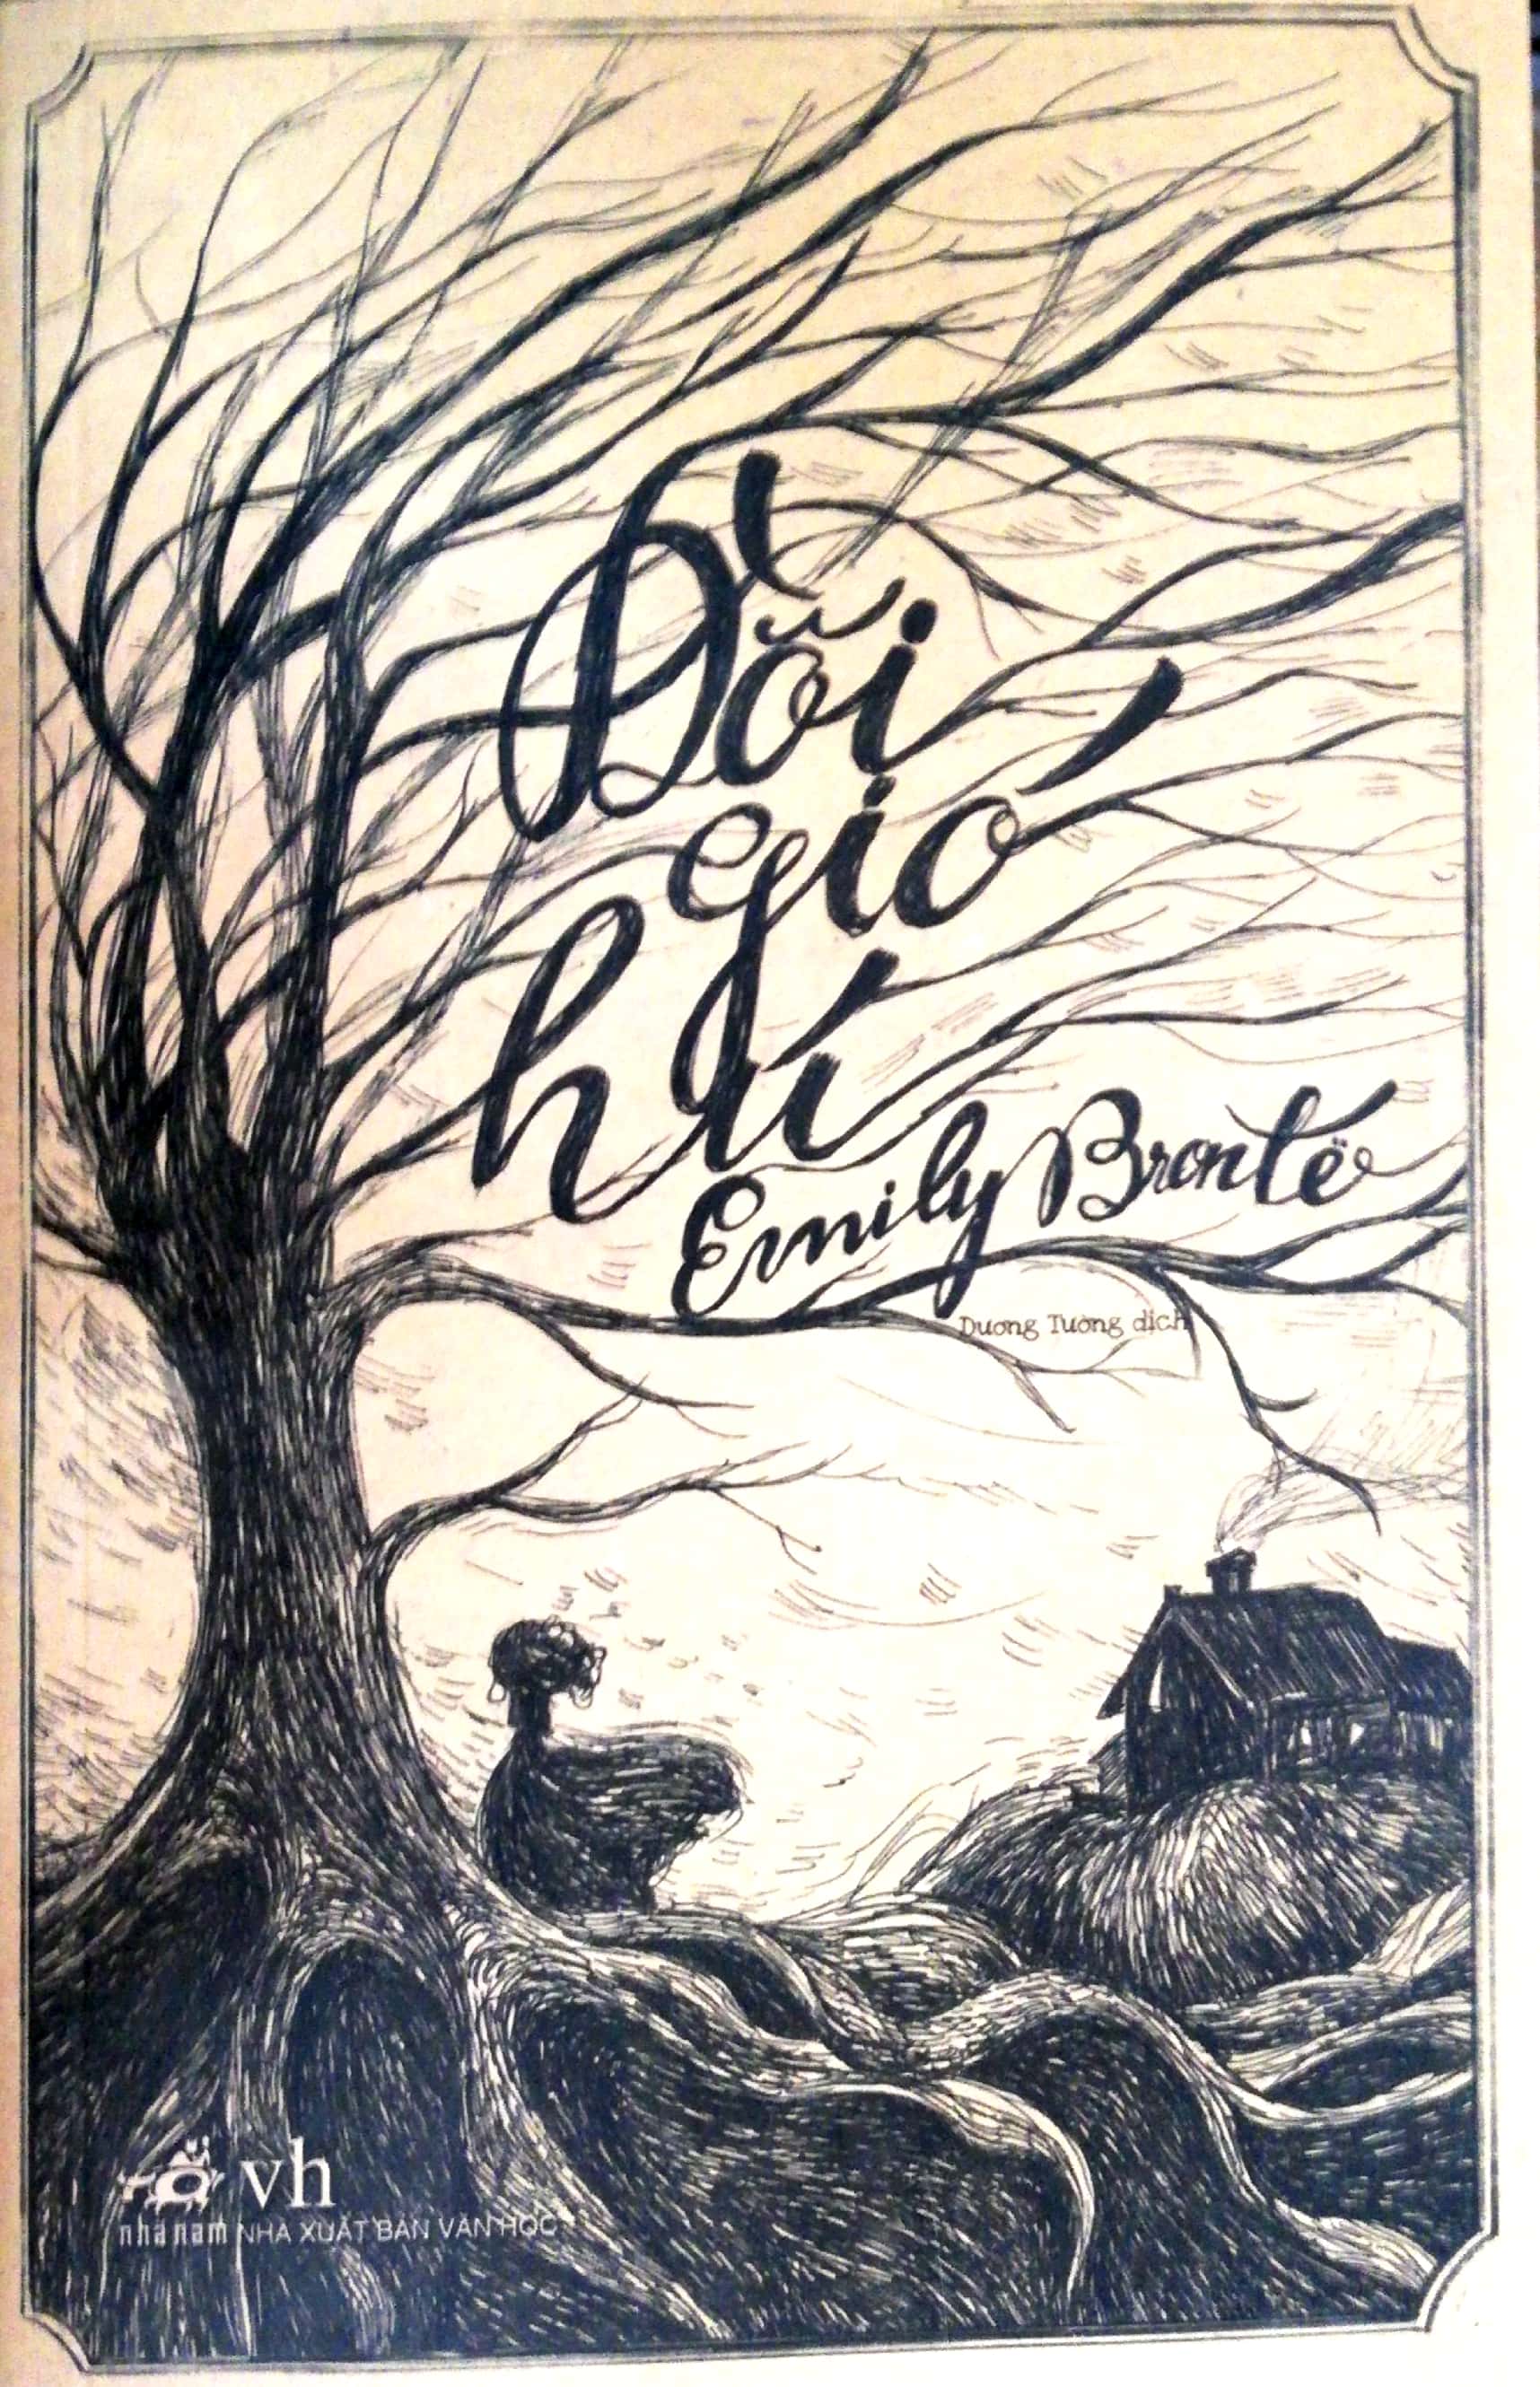 Đồi
gió
hú
Emily Brontë
Dương Tường dịch
vh
nhã nam NHÀ XUẤT BẢN VĂN HỌC